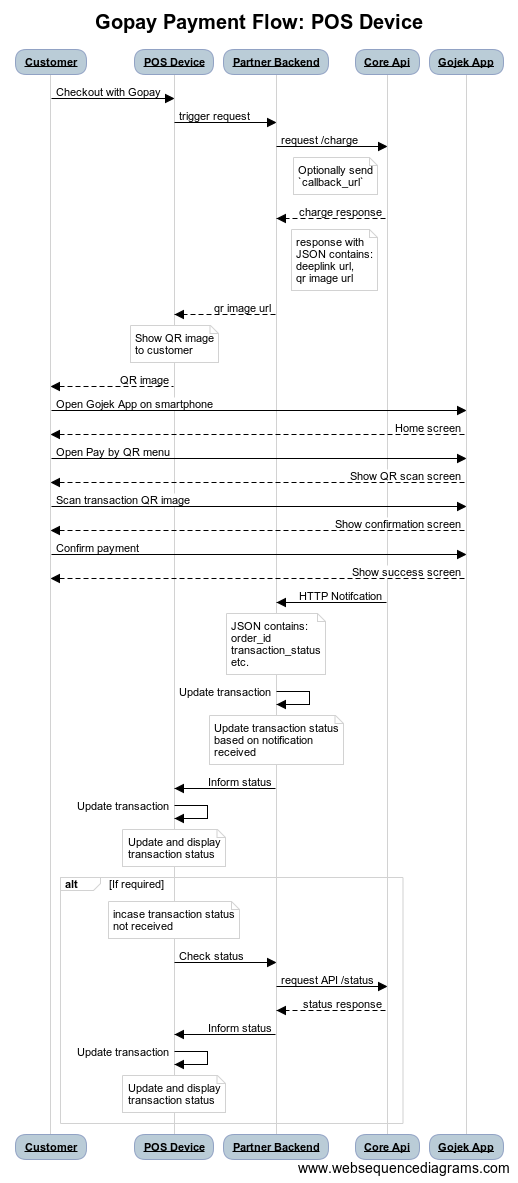 Gopay Payment Flow: POS Device
Customer POS Device Partner Backend Core Api Gojek App
Checkout with Gopay
trigger request
request /charge
Optionally send
`callback_url`
charge response
response with
JSON contains:
deeplink url,
qr image url
qr image url
Show QR image
to customer
QR image
Open Gojek App on smartphone
Home screen
Open Pay by QR menu
Show QR scan screen
Scan transaction QR image
Show confirmation screen
Confirm payment
Show success screen
HTTP Notifcation
JSON contains:
order_id
transaction_status
etc.
Update transaction
Update transaction status
based on notification
received
Inform status
Update transaction
Update and display
transaction status
alt [If required]
incase transaction status
not received
Check status
request API /status
status response
Inform status
Update transaction
Update and display
transaction status
Customer POS Device Partner Backend Core Api Gojek App
www.websequencediagrams.com